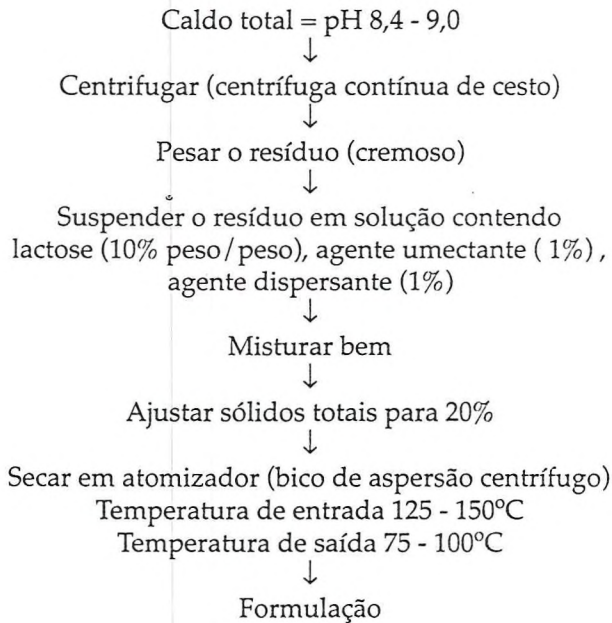 Caldo total = pH 8,4 - 9,0
↓
Centrifugar (centrífuga contínua de cesto)
↓
Pesar o resíduo (cremoso)
↓
Suspender o resíduo em solução contendo
lactose (10% peso/peso), agente umectante ( 1%) ,
agente dispersante (1%)
↓
Misturar bem
↓
Ajustar sólidos totais para 20%
↓
Secar em atomizador (bico de aspersão centrífugo)
Temperatura de entrada 125 - 150ºC
Temperatura de saída 75 - 100ºC
↓
Formulação